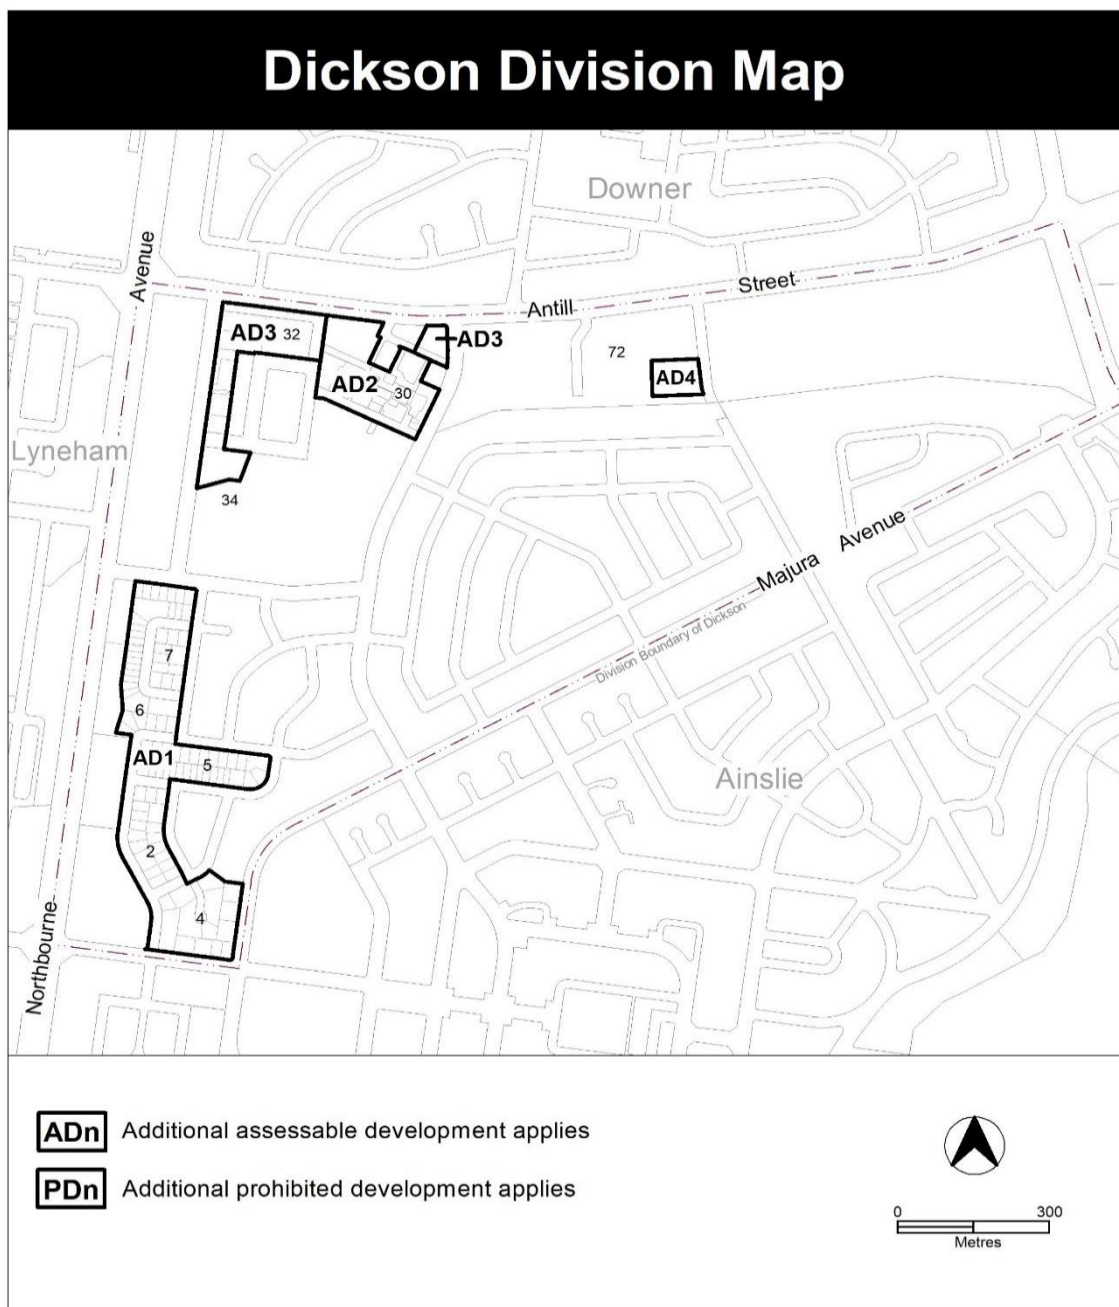 Dickson Division Map
Downer
Avenue
Street
Antill
AD3 32
AD3
72
AD4
AD2
30
Lyneham
34
Avenue
Majura
Division Boundary of Dickson
7
6
AD1
5
Ainslie
2
4
Northbourne
ADn Additional assessable development applies
PDn Additional prohibited development applies
0 300
Metres